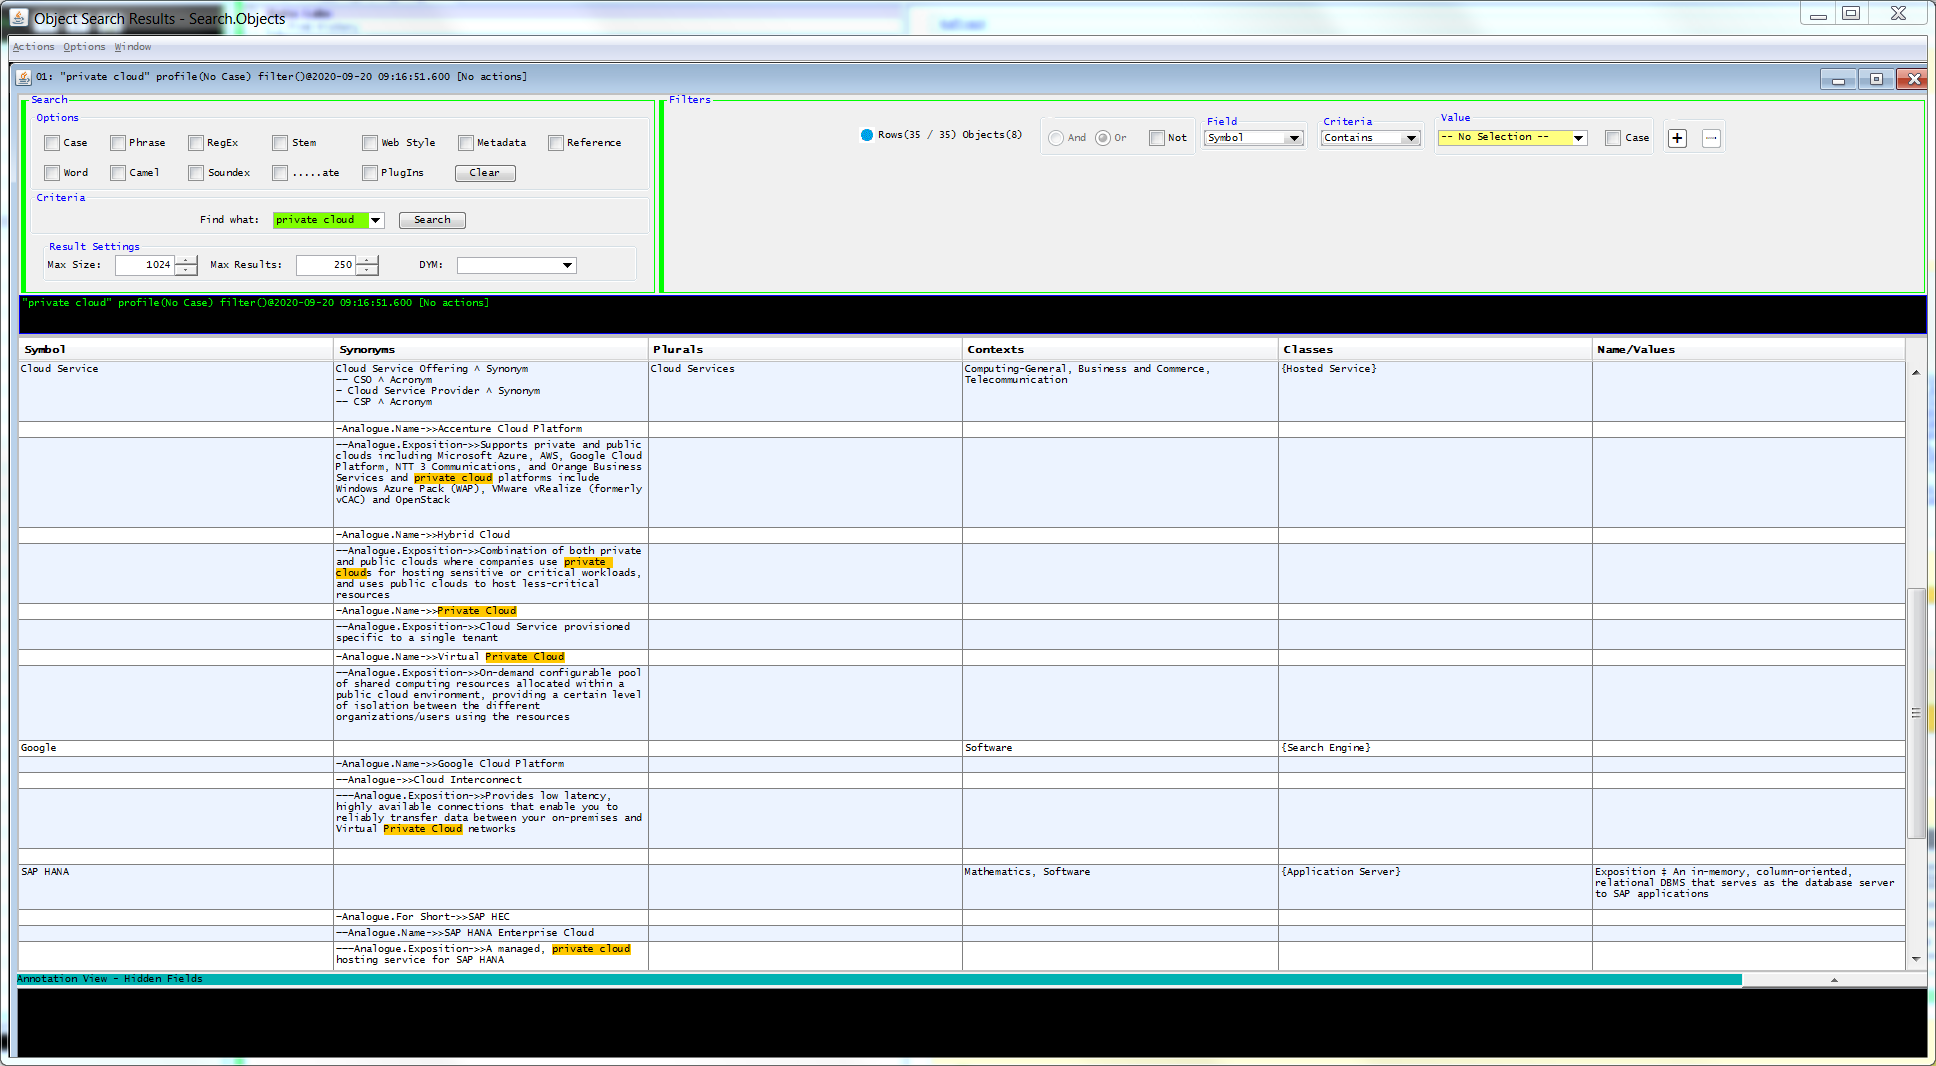 Object Search Results - Search.Objects
Actions Options Window
01: "private cloud" profile(No Case) filter()@2020-09-20 09:16:51.600 [No actions]
Search
Options
Case Phrase RegEx Stem Web Style Metadata Reference
Word Camel Soundex .....ate PlugIns Clear
Criteria
Find what: private cloud Search
Result Settings
Max Size: 1024 Max Results: 250 DYM:
Filters
Rows(35 / 35) Objects(8)
And Or Not
Field
Symbol
Criteria
Contains
Value
-- No Selection --
Case
"private cloud" profile(No Case) filter()@2020-09-20 09:16:51.600 [No actions]
Symbol Synonyms Plurals Contexts Classes Name/Values
Cloud Service
Cloud Service Offering ^ Synonym
-- CSO ^ Acronym
- Cloud Service Provider ^ Synonym
-- CSP ^ Acronym
Cloud Services
Computing-General, Business and Commerce,
Telecommunication
{Hosted Service}
-Analogue.Name->>Accenture Cloud Platform
--Analogue.Exposition->>Supports private and public
clouds including Microsoft Azure, AWS, Google Cloud
Platform, NTT 3 Communications, and Orange Business
Services and private cloud platforms include
Windows Azure Pack (WAP), VMware vRealize (formerly
vCAC) and OpenStack
-Analogue.Name->>Hybrid Cloud
--Analogue.Exposition->>Combination of both private
and public clouds where companies use private
clouds for hosting sensitive or critical workloads,
and uses public clouds to host less-critical
resources
-Analogue.Name->>Private Cloud
--Analogue.Exposition->>Cloud Service provisioned
specific to a single tenant
-Analogue.Name->>Virtual Private Cloud
--Analogue.Exposition->>On-demand configurable pool
of shared computing resources allocated within a
public cloud environment, providing a certain level
of isolation between the different
organizations/users using the resources
Google
Software
{Search Engine}
-Analogue.Name->>Google Cloud Platform
--Analogue->>Cloud Interconnect
---Analogue.Exposition->>Provides low latency,
highly available connections that enable you to
reliably transfer data between your on-premises and
Virtual Private Cloud networks
SAP HANA
Mathematics, Software
{Application Server}
Exposition ‡ An in-memory, column-oriented,
relational DBMS that serves as the database server
to SAP applications
-Analogue.For Short->>SAP HEC
--Analogue.Name->>SAP HANA Enterprise Cloud
---Analogue.Exposition->>A managed, private cloud
hosting service for SAP HANA
Annotation View - Hidden Fields